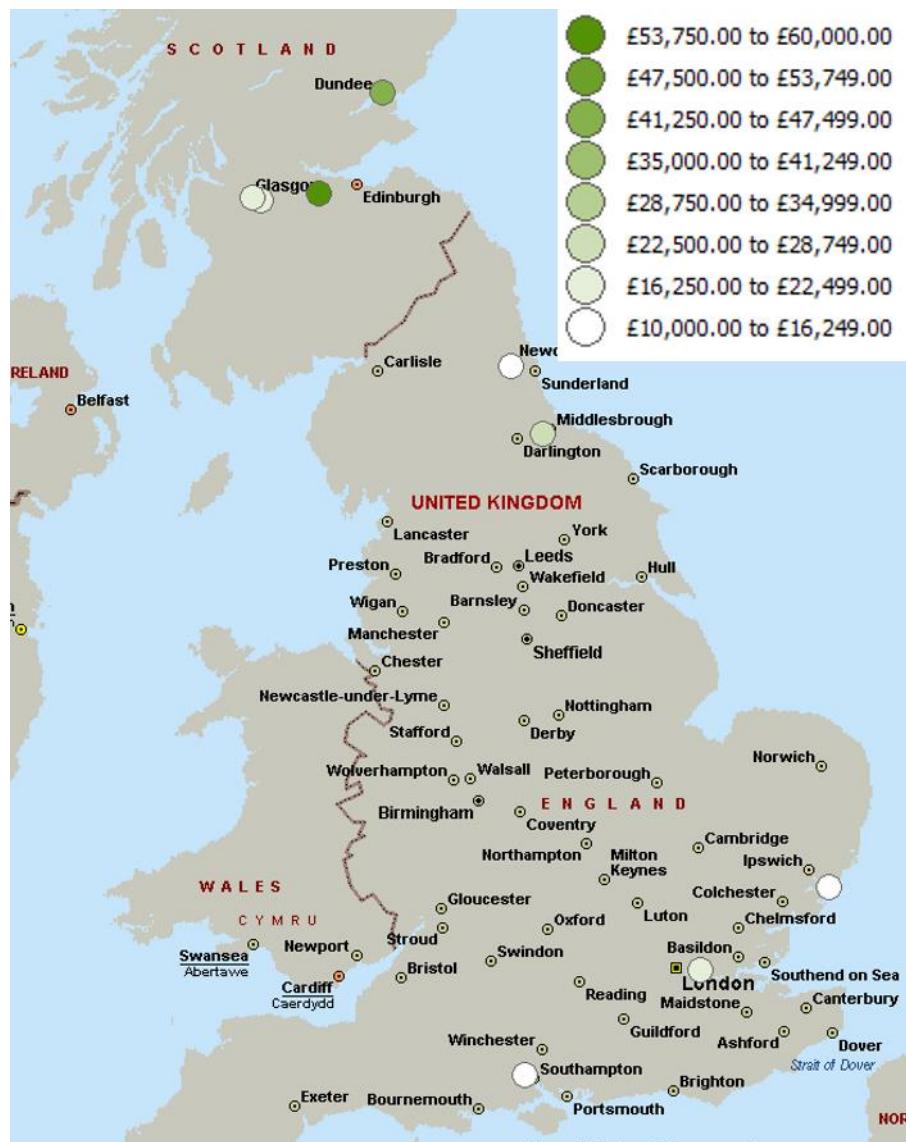 £53,750.00 to £60,000.00
£47,500.00 to £53,749.00
£41,250.00 to £47,499.00
£35,000.00 to £41,249.00
£28,750.00 to £34,999.00
£22,500.00 to £28,749.00
£16,250.00 to £22,499.00
£10,000.00 to £16,249.00
SCOTLAND
Dundee
Edinburgh
Carlisle
Sunderland
RELAND
Belfast
Middlesbrough
Darlington
Scarborough
UNITED KINGDOM
Lancaster
York
Preston
Bradford
Leeds
Hull
Wakefield
Wigan
Barnsley
Doncaster
Manchester
Sheffield
Chester
Newcastle-under-Lyme
Nottingham
Stafford
Derby
Norwich
Wolverhampton
Walsall
Peterborough
Birmingham
ENGLAND
Coventry
Cambridge
Northampton
Milton
Keynes
Ipswich
WALES
CYMRU
Colchester
Gloucester
Luton
Oxford
Chelmsford
Stroud
Newport
Swansea
Abertawe
Swindon
Basildon
Bristol
Southend on Sea
Cardiff
Caerdydd
Reading
London
Maidstone
Canterbury
Guildford
Ashford
Dover
Winchester
Strait of Dover
Southampton
Brighton
Exeter
Bournemouth
Portsmouth
NOR